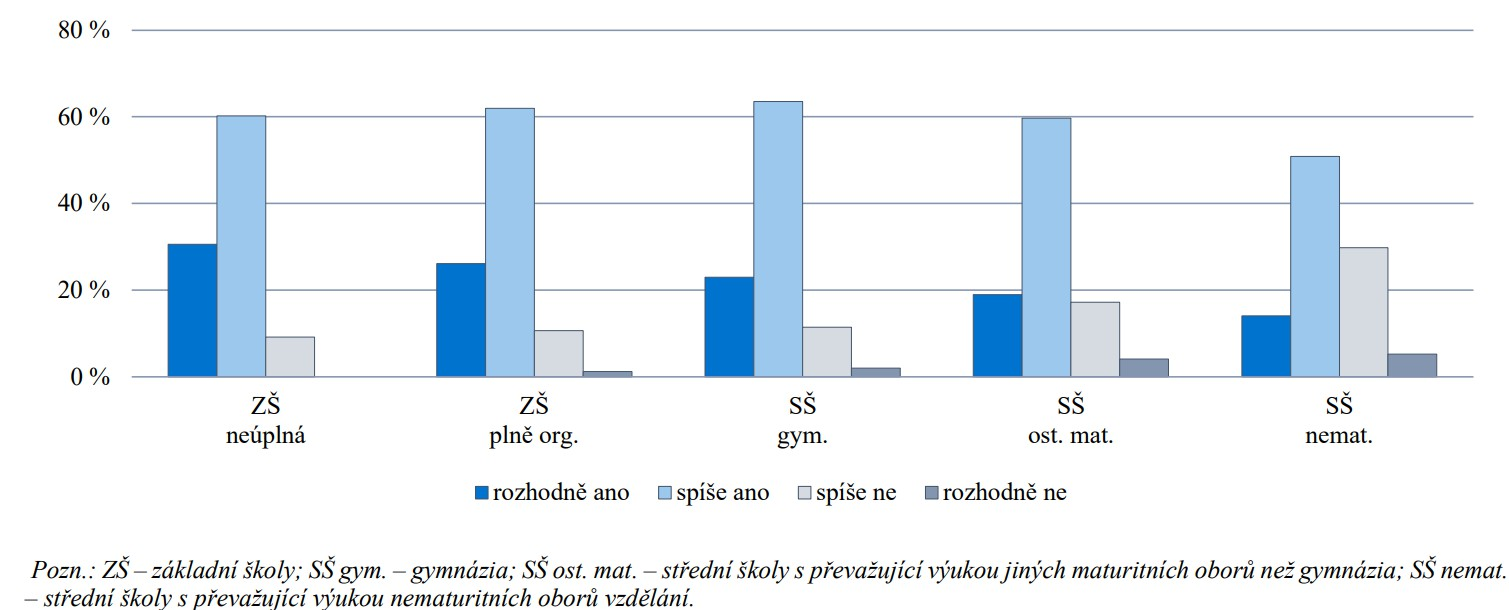 80 %
60 %
40 %
20 %
0 %
ZŠ neúplná
ZŠ plně org.
SŠ gym.
SŠ ost. mat.
SŠ nemat.
rozhodně ano spíše ano spíše ne rozhodně ne
Pozn.: ZŠ – základní školy; SŠ gym. – gymnázia; SŠ ost. mat. – střední školy s převažující výukou jiných maturitních oborů než gymnázia; SŠ nemat.
– střední školy s převažující výukou nematuritních oborů vzdělání.